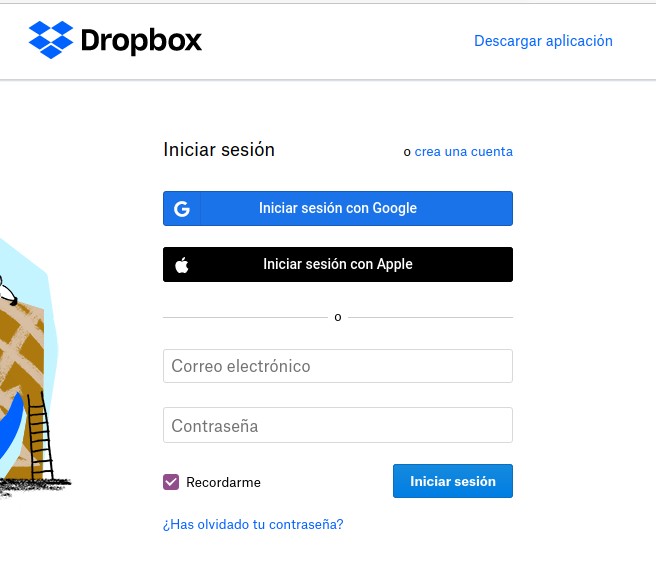 Dropbox
Descargar aplicación
Iniciar sesión
o crea una cuenta
Iniciar sesión con Google
Iniciar sesión con Apple
o
Correo electrónico
Contraseña
Recordarme
Iniciar sesión
¿Has olvidado tu contraseña?